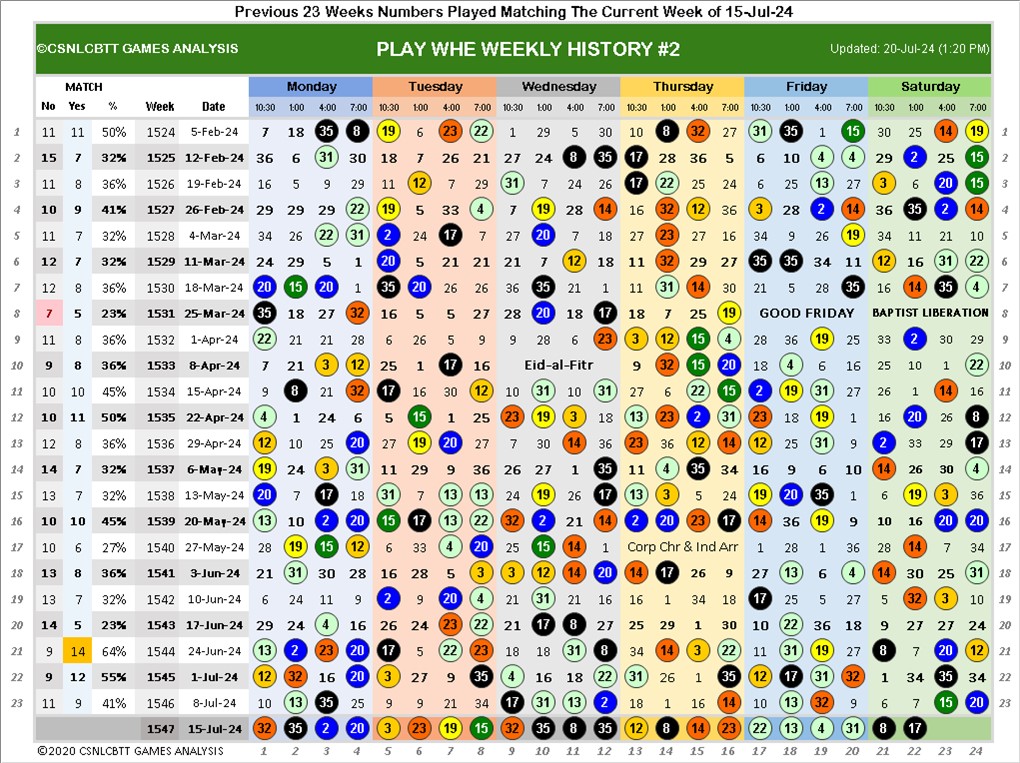 Previous 23 Weeks Numbers Played Matching The Current Week of 15-Jul-24
©CSNLCBTT GAMES ANALYSIS PLAY WHE WEEKLY HISTORY #2 Updated: 20-Jul-24 (1:20 PM)
MATCH Monday Tuesday Wednesday Thursday Friday Saturday
No Yes % Week Date 10:30 1:00 4:00 7:00 10:30 1:00 4:00 7:00 10:30 1:00 4:00 7:00 10:30 1:00 4:00 7:00 10:30 1:00 4:00 7:00 10:30 1:00 4:00 7:00
1 11 11 50% 1524 5-Feb-24 7 18 35 8 19 6 23 22 1 29 5 30 10 8 32 27 31 35 1 15 30 25 14 19 1
2 15 7 32% 1525 12-Feb-24 36 6 31 30 18 7 26 21 27 24 8 35 17 28 36 5 6 10 4 4 29 2 25 15 2
3 11 8 36% 1526 19-Feb-24 16 5 9 29 11 12 7 29 31 7 24 26 17 22 25 24 6 25 13 27 3 6 20 15 3
4 10 9 41% 1527 26-Feb-24 29 29 29 22 19 5 33 4 7 19 28 14 16 32 12 36 3 28 2 14 36 35 2 14 4
5 11 7 32% 1528 4-Mar-24 34 26 22 31 2 24 17 7 27 20 7 18 27 23 27 16 34 9 26 19 34 11 21 10 5
6 12 7 32% 1529 11-Mar-24 24 29 5 1 20 5 21 21 21 7 12 18 11 32 29 27 35 35 34 11 12 16 31 22 6
7 12 8 36% 1530 18-Mar-24 20 15 20 1 35 20 26 26 36 35 21 1 11 31 14 30 21 5 28 35 16 14 35 4 7
8 7 5 23% 1531 25-Mar-24 35 18 27 32 16 5 5 27 28 20 18 17 18 7 25 19 GOOD FRIDAY BAPTIST LIBERATION 8
9 11 8 36% 1532 1-Apr-24 22 21 21 28 6 26 5 9 9 28 6 23 3 12 15 4 28 36 19 25 33 2 30 29 9
10 9 8 36% 1533 8-Apr-24 7 21 3 12 25 1 17 16 Eid-al-Fitr 9 32 15 20 18 4 6 18 25 10 1 22 10
11 10 10 45% 1534 15-Apr-24 9 8 21 32 17 16 30 12 10 31 10 31 27 6 22 15 2 19 31 27 26 1 14 16 11
12 10 11 50% 1535 22-Apr-24 4 1 24 6 5 15 1 25 23 19 3 18 13 23 2 31 23 18 19 1 16 20 26 8 12
13 12 8 36% 1536 29-Apr-24 12 10 25 20 27 19 20 27 7 30 14 36 23 36 12 14 12 25 31 9 2 33 29 17 13
14 14 7 32% 1537 6-May-24 19 24 3 31 11 29 9 36 26 27 1 35 11 4 35 34 16 9 6 10 14 26 30 4 14
15 13 7 32% 1538 13-May-24 20 7 17 18 31 7 13 13 24 19 26 17 13 3 5 24 19 20 35 1 6 19 3 36 15
16 10 10 45% 1539 20-May-24 13 10 2 20 15 17 13 22 32 2 21 14 2 20 23 17 14 36 19 9 10 16 20 20 16
17 10 6 27% 1540 27-May-24 28 19 15 12 6 33 4 20 25 15 14 1 Corp Chr & Ind Arr 1 28 1 36 28 14 7 34 17
18 13 8 36% 1541 3-Jun-24 21 31 30 28 16 28 5 3 3 12 14 20 14 17 26 9 27 13 6 4 14 30 25 31 18
19 13 7 32% 1542 10-Jun-24 6 24 11 9 2 9 20 4 21 31 21 16 16 1 34 18 17 25 5 27 5 32 3 10 19
20 14 5 23% 1543 17-Jun-24 29 24 4 16 26 24 23 22 21 17 8 27 25 29 1 30 10 22 36 18 9 27 27 24 20
21 9 14 64% 1544 24-Jun-24 13 2 23 20 17 5 22 23 18 18 31 8 34 14 3 22 11 31 19 21 8 7 20 12 21
22 9 12 55% 1545 1-Jul-24 12 32 16 20 3 27 9 35 4 16 18 22 31 26 1 35 12 17 31 32 1 34 35 34 22
23 11 9 41% 1546 8-Jul-24 10 13 35 25 9 9 21 34 17 31 13 2 18 1 16 14 18 13 32 9 6 7 15 20 23
1547 15-Jul-24 32 35 2 20 3 23 19 15 32 35 8 35 12 8 14 23 22 13 4 31 8 17
©2020 CSNLCBTT GAMES ANALYSIS 1 2 3 4 5 6 7 8 9 10 11 12 13 14 15 16 17 18 19 20 21 22 23 24